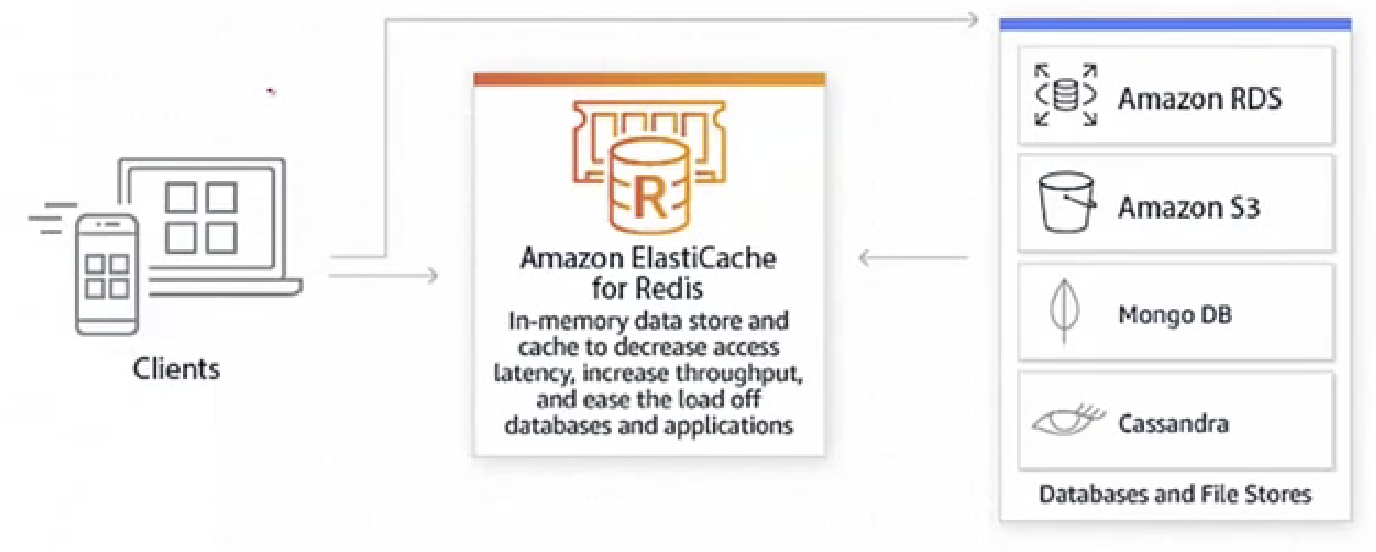 Clients
R
Amazon ElastiCache
for Redis
In-memory data store and
cache to decrease access
latency, increase throughput,
and ease the load off
databases and applications
Amazon RDS
Amazon S3
Mongo DB
Cassandra
Databases and File Stores